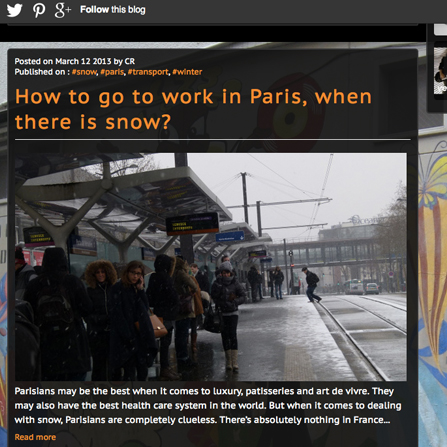 Follow this blog
Posted on March 12 2013 by CR
Published on : #snow, #paris, #transport, #winter
How to go to work in Paris, when
there is snow?
Parisians may be the best when it comes to luxury, patisseries and art de vivre. They
may also have the best health care system in the world. But when it comes to dealing
with snow, Parisians are completely clueless. There's absolutely nothing in France...
Read more